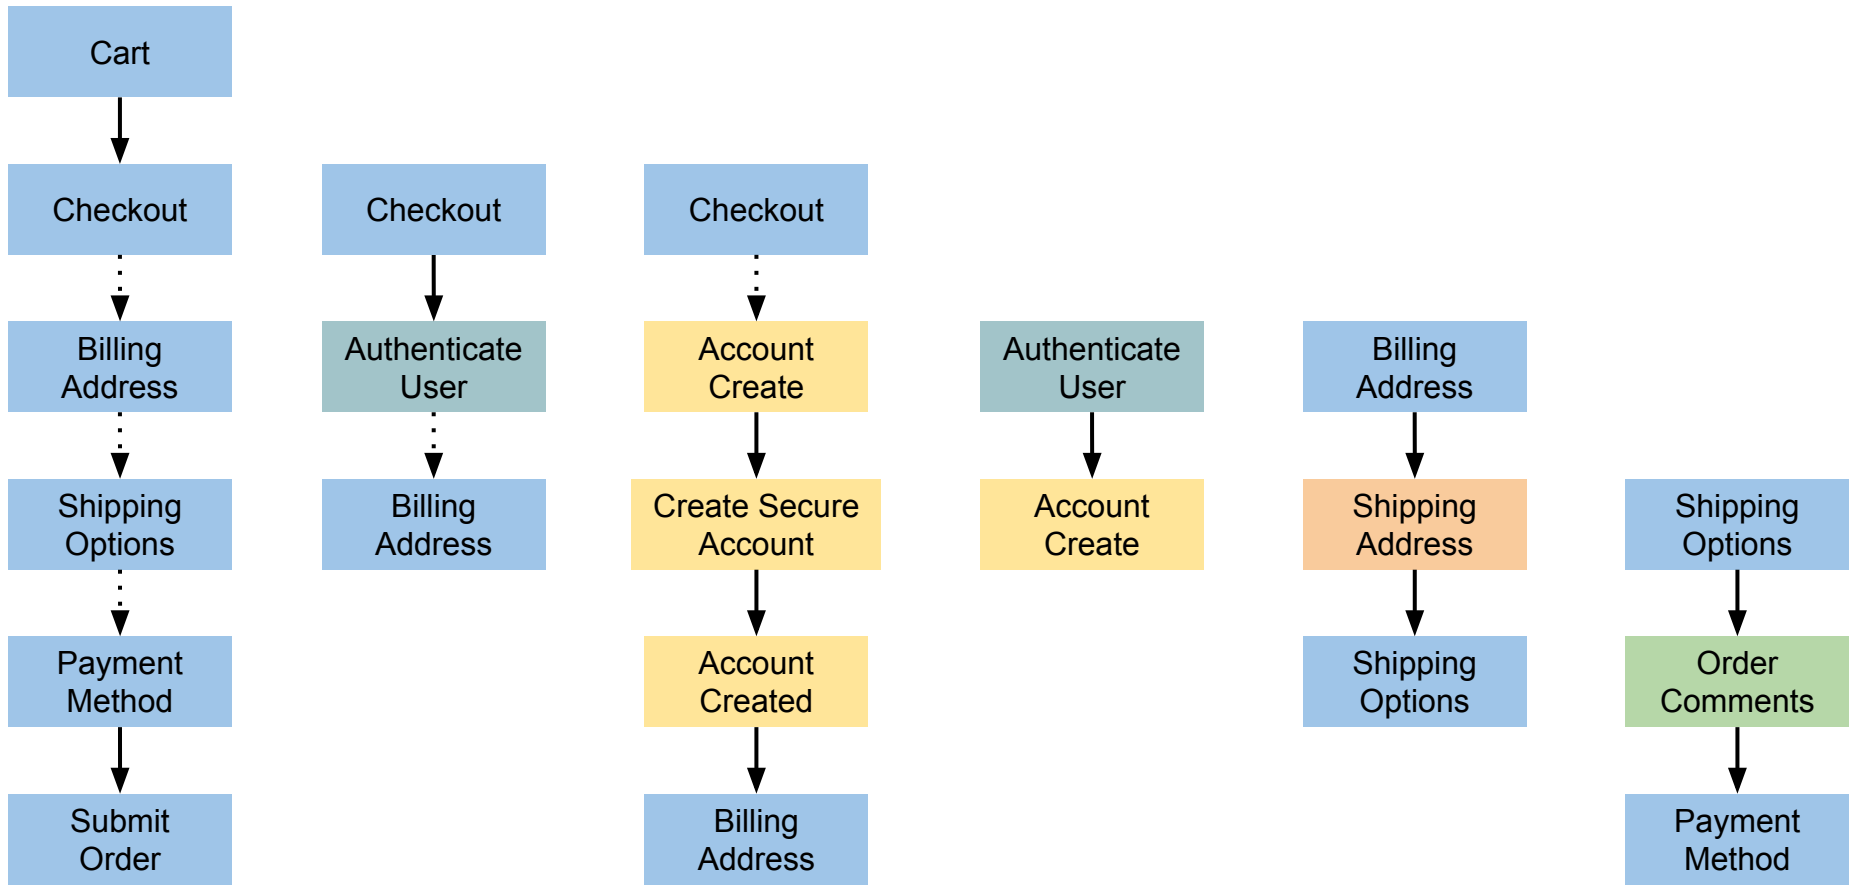 Cart
Checkout
Billing
Address
Shipping
Options
Payment
Method
Submit
Order
Checkout
Authenticate
User
Billing
Address
Checkout
Account
Create
Create Secure
Account
Account
Created
Billing
Address
Authenticate
User
Account
Create
Billing
Address
Shipping
Address
Shipping
Options
Shipping
Options
Order
Comments
Payment
Method